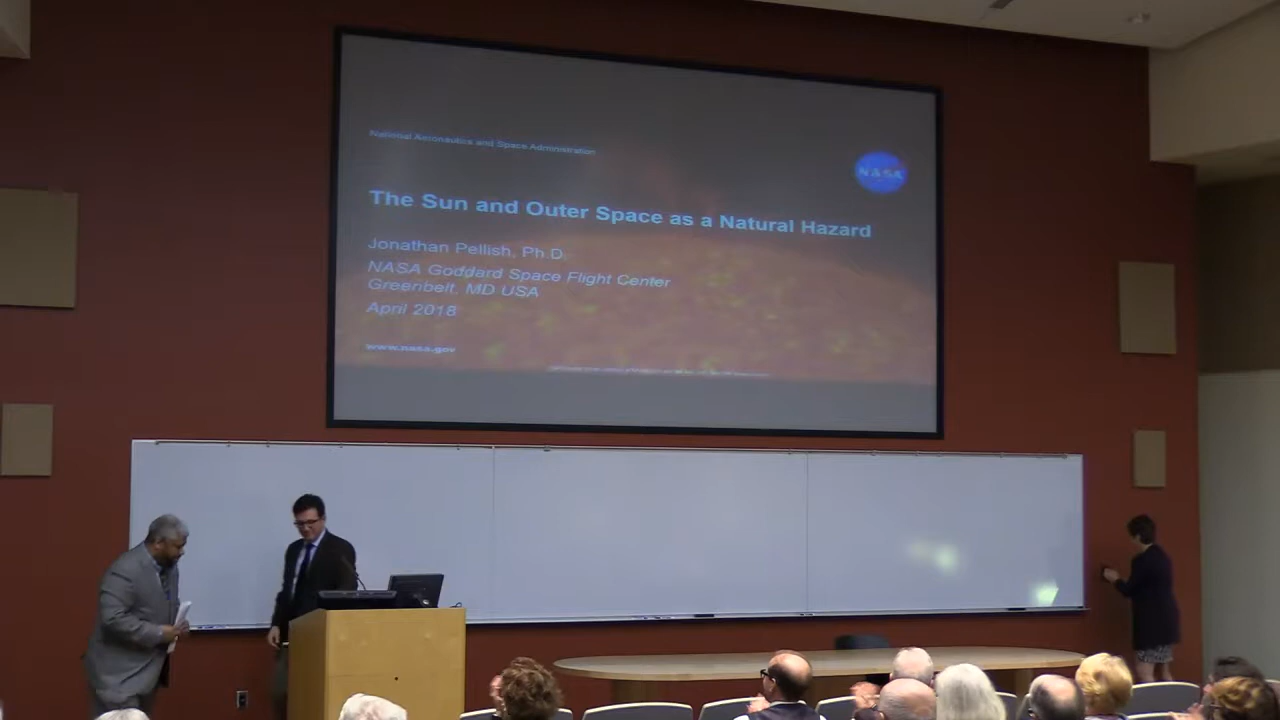 National Aeronautics and Space Administration
NASA
The Sun and Outer Space as a Natural Hazard
Jonathan Pellish, Ph.D.
NASA Goddard Space Flight Center
Greenbelt, MD USA
April 2018
www.nasa.gov